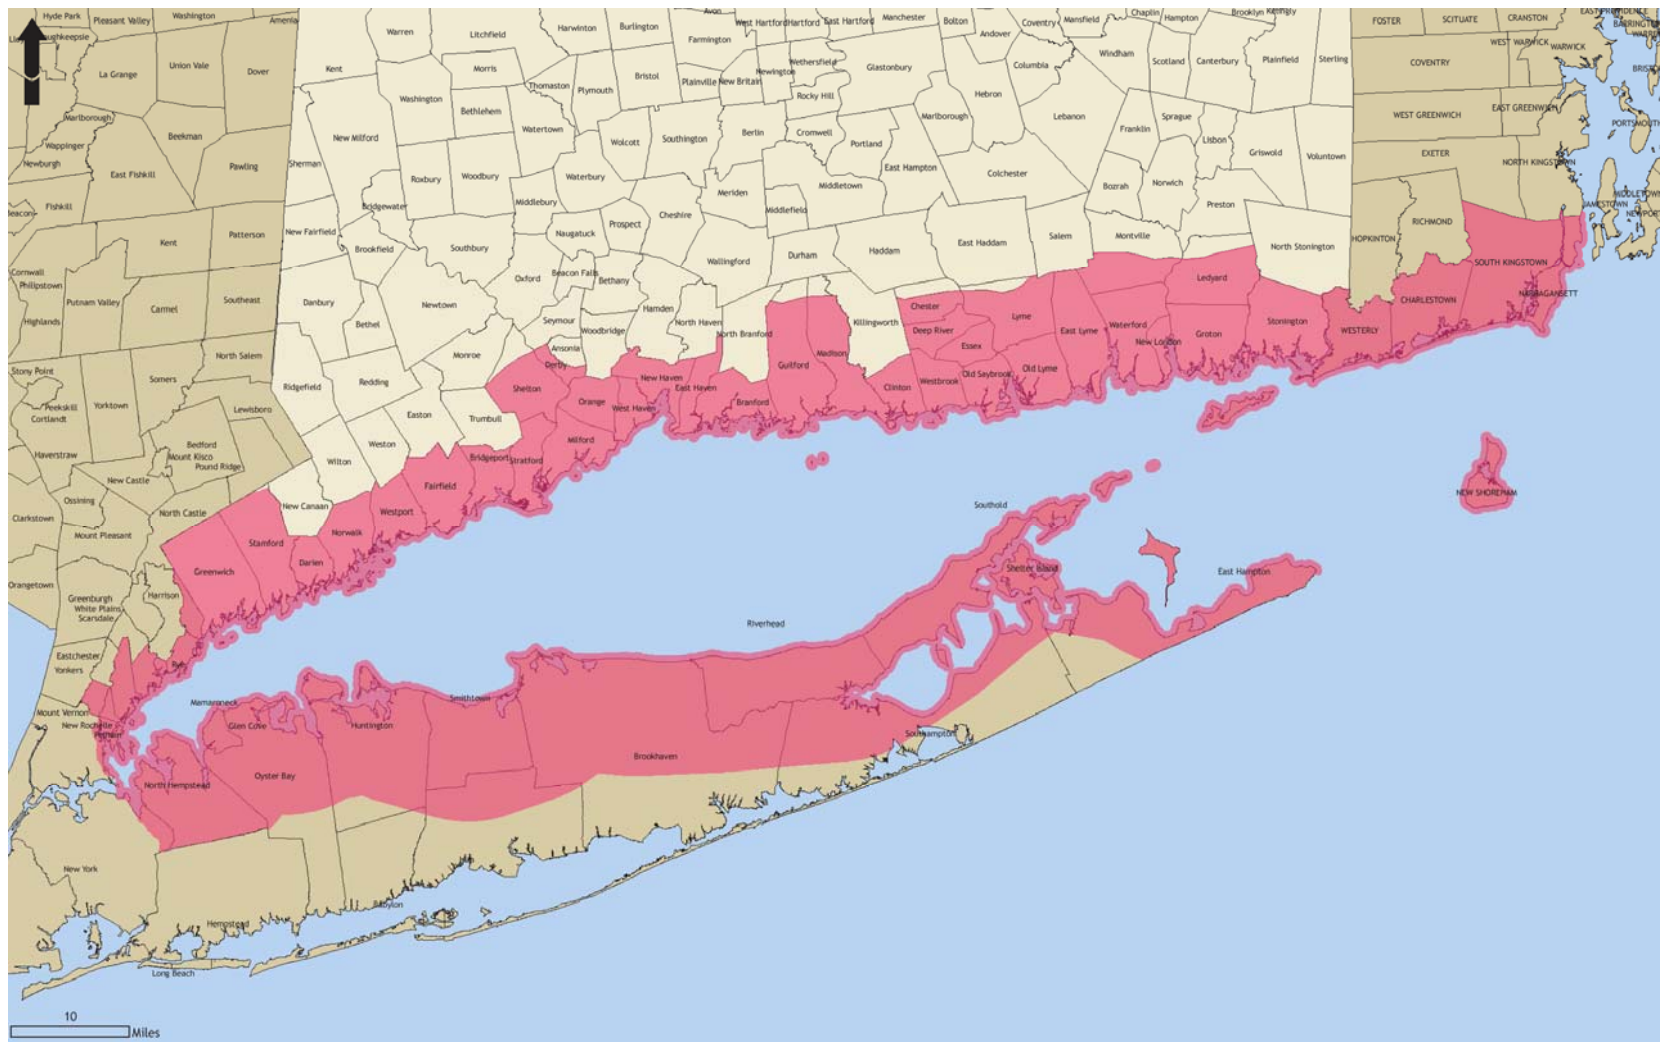 Hyde Park
Pleasant Valley
Washington
Amenia
Warren
Litchfield
Harwinton
Burlington
Avon
West Hartford
Hartford
East Hartford
Manchester
Bolton
Coventry
Mansfield
Chaplin
Hampton
Brooklyn
Killingly
FOSTER
SCITUATE
CRANSTON
EAST PROVIDENCE
La Grange
Union Vale
Dover
Kent
Morris
Thomaston
Plymouth
Bristol
Farmington
Plainville
New Britain
Newington
Wethersfield
Rocky Hill
Glastonbury
Andover
Columbia
Hebron
Windham
Scotland
Canterbury
Plainfield
Sterling
COVENTRY
WEST WARWICK
WARWICK
Marlborough
Wappinger
Newburgh
Beekman
Pawling
East Fishkill
Fishkill
New Milford
Washington
Bethlehem
Watertown
Wolcott
Southington
Berlin
Cromwell
Portland
Marlborough
Lebanon
Franklin
Sprague
Lisbon
Griswold
Voluntown
WEST GREENWICH
EAST GREENWICH
PORTSMOUTH
EXETER
NORTH KINGSTOWN
Sherman
Roxbury
Woodbury
Waterbury
Middlebury
Meriden
Middletown
Middlefield
East Hampton
Colchester
Bozrah
Norwich
Preston
MIDDLETOWN
JAMESTOWN
Bridgewater
New Fairfield
Brookfield
Southbury
Naugatuck
Prospect
Cheshire
Wallingford
Durham
Haddam
East Haddam
Salem
Montville
North Stonington
HOPKINTON
RICHMOND
SOUTH KINGSTOWN
NARRAGANSETT
CHARLESTOWN
WESTERLY
Kent
Patterson
Cornwall
Philipstown
Highlands
Putnam Valley
Carmel
Southeast
Danbury
Bethel
Newtown
Oxford
Beacon Falls
Bethany
Seymour
Woodbridge
Ansonia
Derby
Hamden
North Haven
North Branford
Killingworth
Guilford
Madison
Chester
Deep River
Essex
Lyme
East Lyme
Waterford
New London
Ledyard
Groton
Stonington
Stony Point
Peekskill
Cortlandt
Yorktown
Somers
North Salem
Lewisboro
Ridgefield
Redding
Monroe
Easton
Trumbull
Shelton
Orange
New Haven
East Haven
West Haven
Branford
Clinton
Westbrook
Old Saybrook
Old Lyme
Haverstraw
Bedford
Mount Kisco
Pound Ridge
New Castle
Wilton
Weston
Fairfield
Bridgeport
Stratford
Milford
Ossining
Clarkstown
Mount Pleasant
North Castle
New Canaan
Norwalk
Westport
Stamford
Darien
Greenwich
Southold
NEW SHOREHAM
Orangetown
Greenburgh
White Plains
Scarsdale
Harrison
Shelter Island
East Hampton
Riverhead
Eastchester
Yonkers
Rye
Mamaroneck
Mount Vernon
New Rochelle
Pelham
Glen Cove
Huntington
Smithtown
Southampton
Brookhaven
North Hempstead
Oyster Bay
New York
Hempstead
Babylon
Long Beach
10
Miles